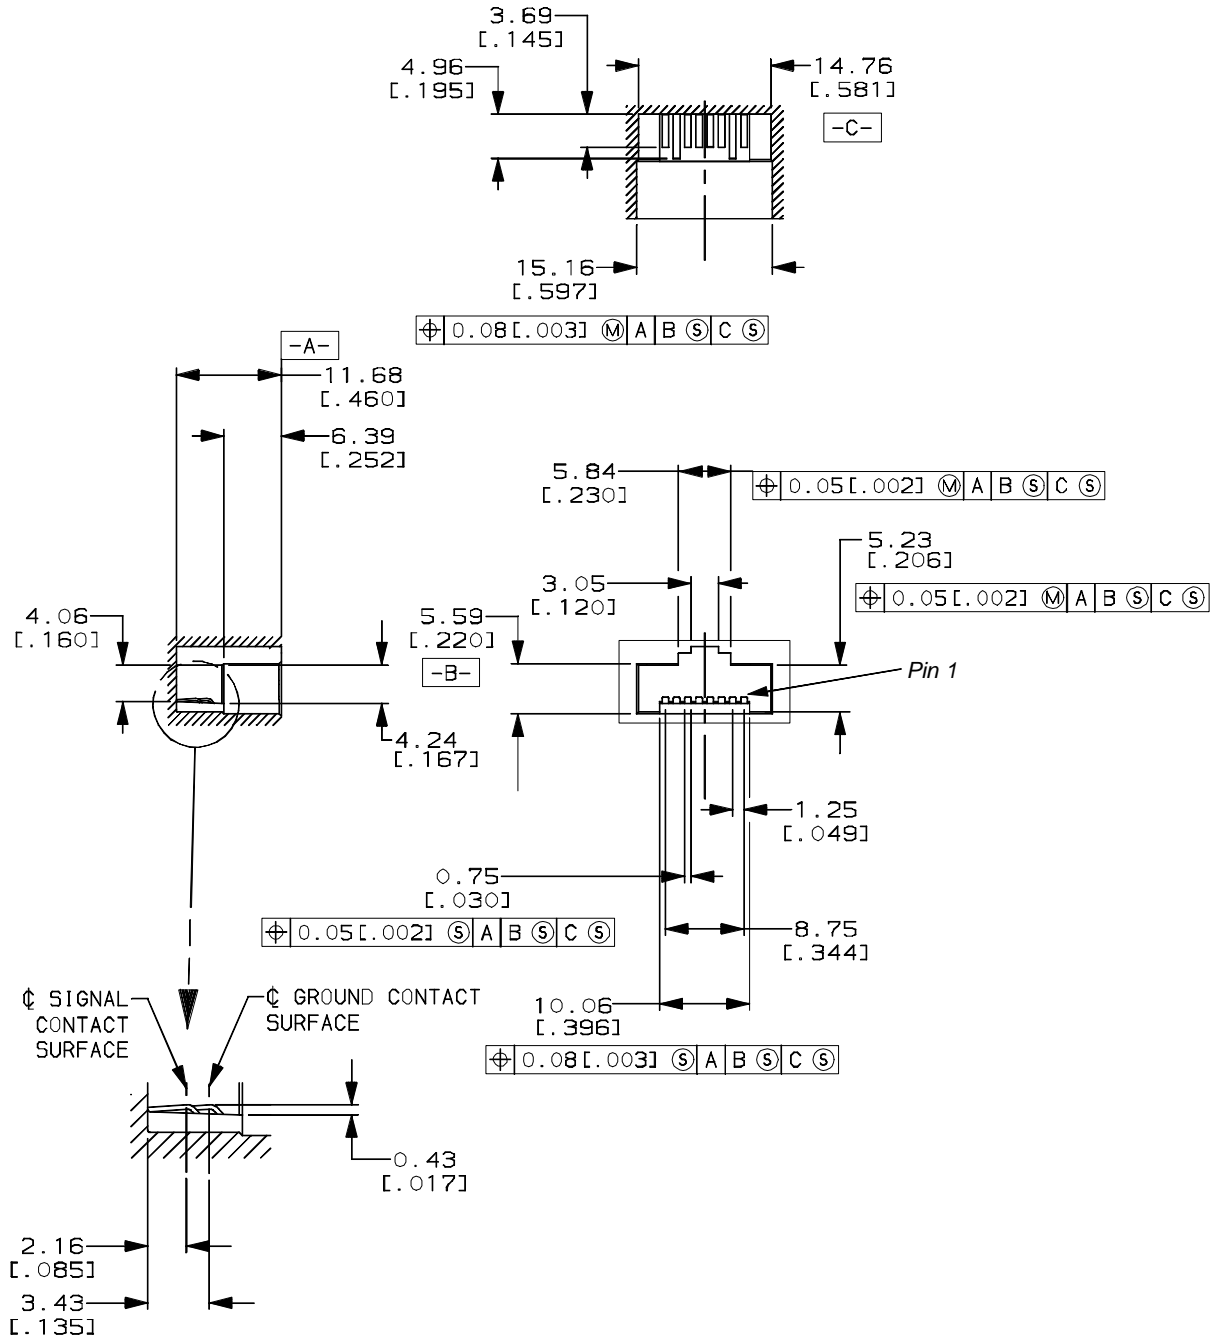 3.69
[.145]
4.96
[.195]
14.76
[.581]
-C-
15.16
[.597]
⌖ 0.08[.003] Ⓜ A B Ⓢ C Ⓢ
-A-
11.68
[.460]
6.39
[.252]
5.84
[.230]
⌖ 0.05[.002] Ⓜ A B Ⓢ C Ⓢ
5.23
[.206]
⌖ 0.05[.002] Ⓜ A B Ⓢ C Ⓢ
3.05
[.120]
4.06
[.160]
5.59
[.220]
-B-
Pin 1
4.24
[.167]
1.25
[.049]
0.75
[.030]
⌖ 0.05[.002] Ⓢ A B Ⓢ C Ⓢ
8.75
[.344]
10.06
[.396]
⌖ 0.08[.003] Ⓢ A B Ⓢ C Ⓢ
℄ SIGNAL
CONTACT
SURFACE
℄ GROUND CONTACT
SURFACE
0.43
[.017]
2.16
[.085]
3.43
[.135]